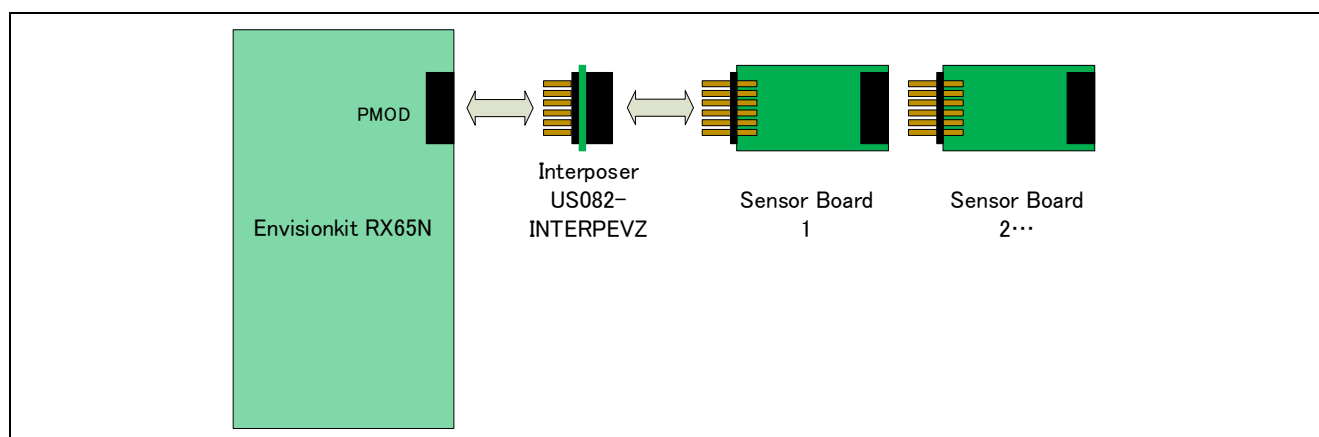 PMOD
Envisionkit RX65N
Interposer
US082-
INTERPEVZ
Sensor Board
1
Sensor Board
2…